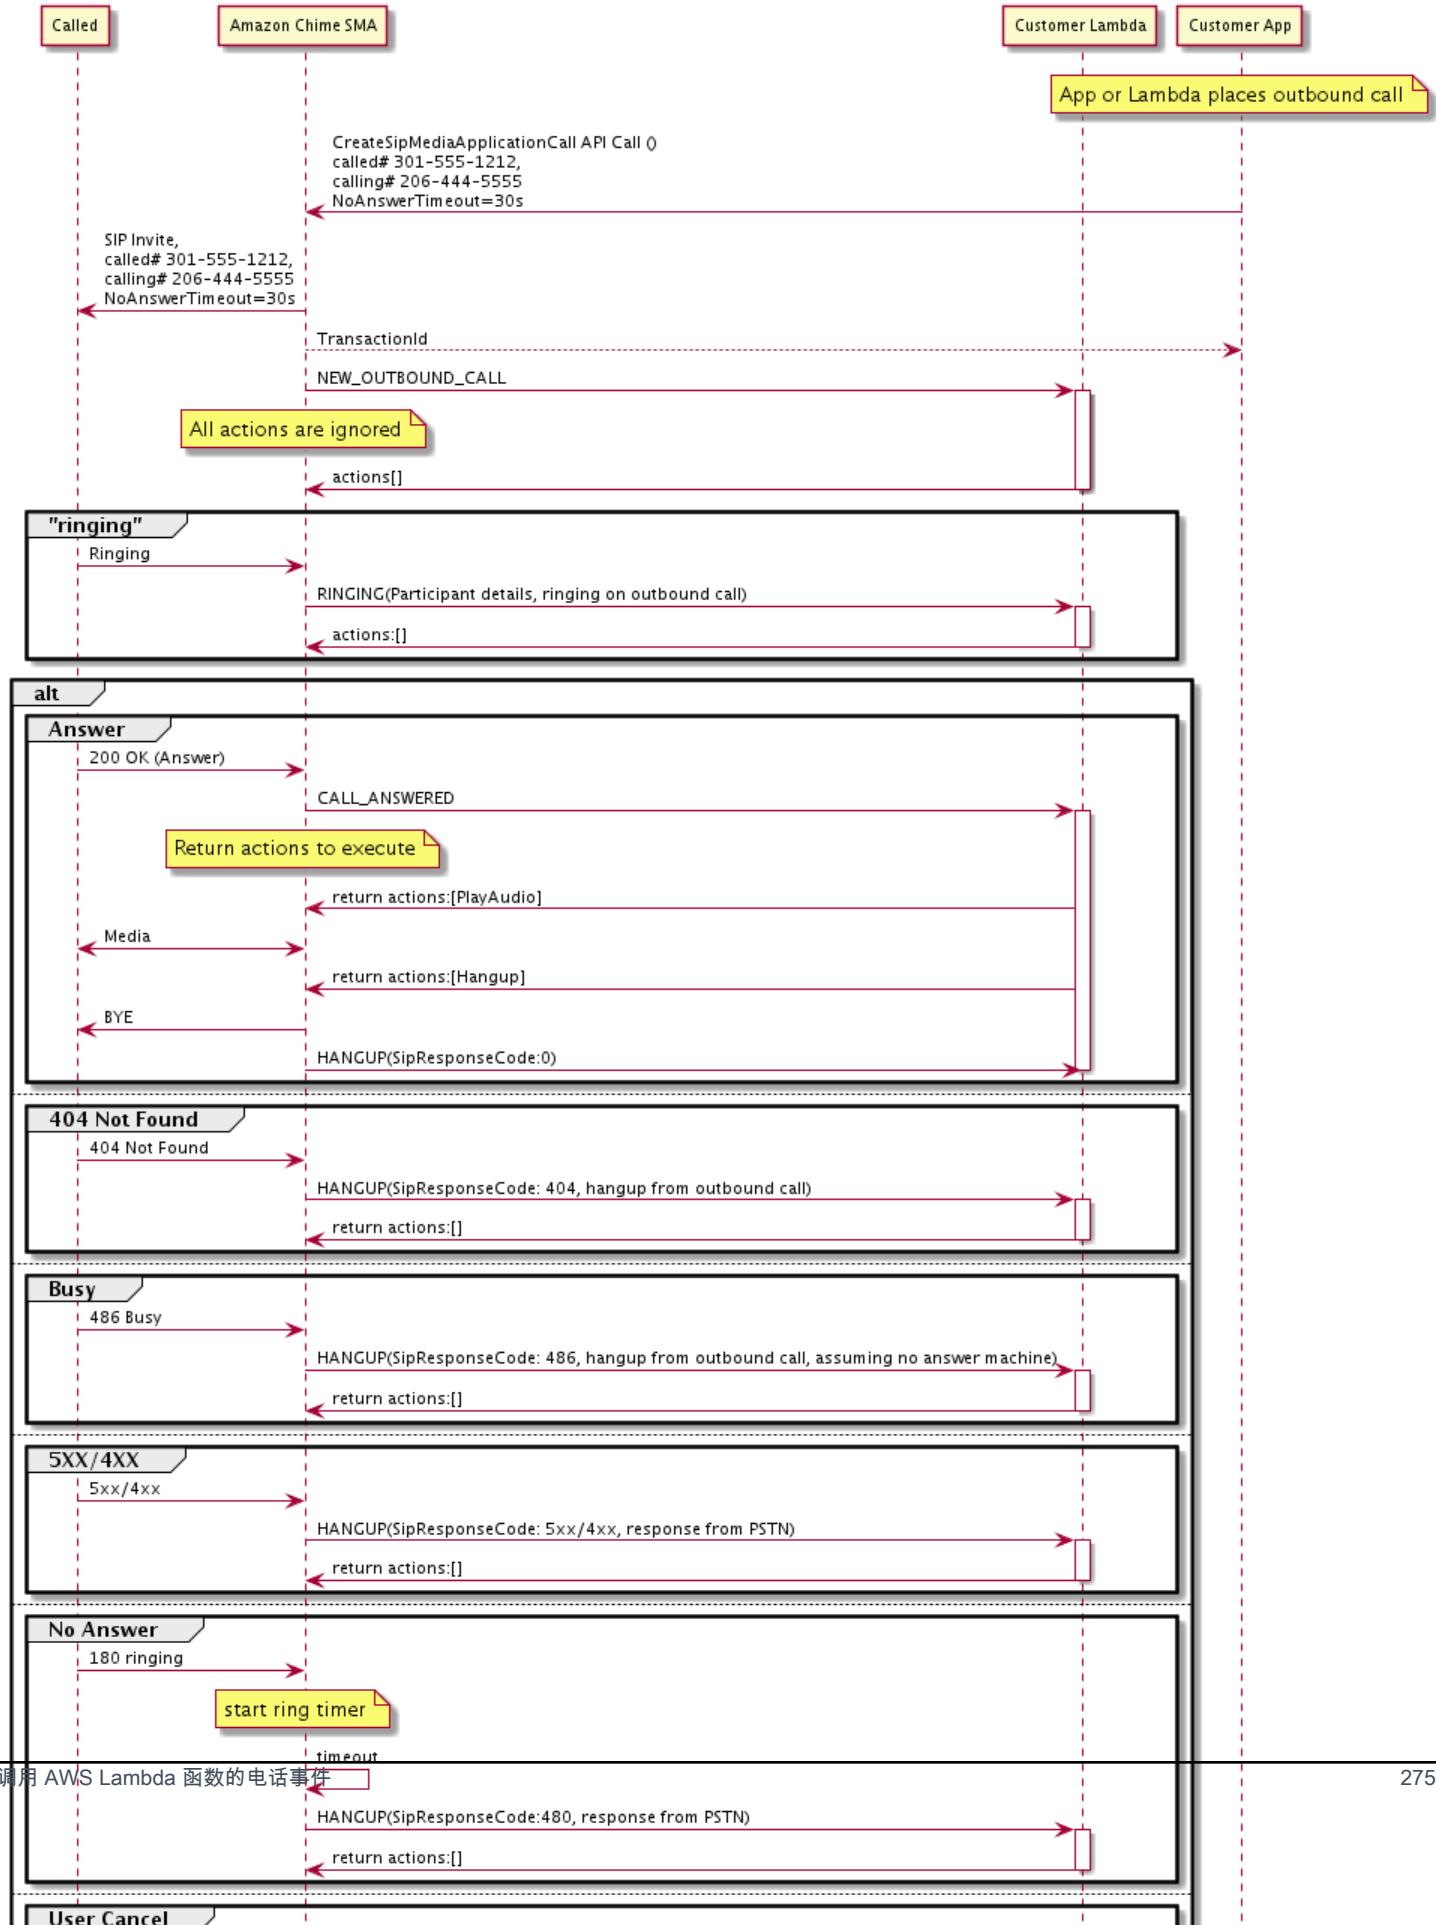 Called
Amazon Chime SMA
Customer Lambda
Customer App
App or Lambda places outbound call
CreateSipMediaApplicationCall API Call ()
called# 301-555-1212,
calling# 206-444-5555
NoAnswerTimeout=30s
SIP Invite,
called# 301-555-1212,
calling# 206-444-5555
NoAnswerTimeout=30s
TransactionId
NEW_OUTBOUND_CALL
All actions are ignored
actions[]
"ringing"
Ringing
RINGING(Participant details, ringing on outbound call)
actions:[]
alt
Answer
200 OK (Answer)
CALL_ANSWERED
Return actions to execute
return actions:[PlayAudio]
Media
return actions:[Hangup]
BYE
HANGUP(SipResponseCode:0)
404 Not Found
404 Not Found
HANGUP(SipResponseCode: 404, hangup from outbound call)
return actions:[]
Busy
486 Busy
HANGUP(SipResponseCode: 486, hangup from outbound call, assuming no answer machine)
return actions:[]
5XX/4XX
5xx/4xx
HANGUP(SipResponseCode: 5xx/4xx, response from PSTN)
return actions:[]
No Answer
180 ringing
start ring timer
timeout
调用 AWS Lambda 函数的电话事件
275
HANGUP(SipResponseCode:480, response from PSTN)
return actions:[]
User Cancel